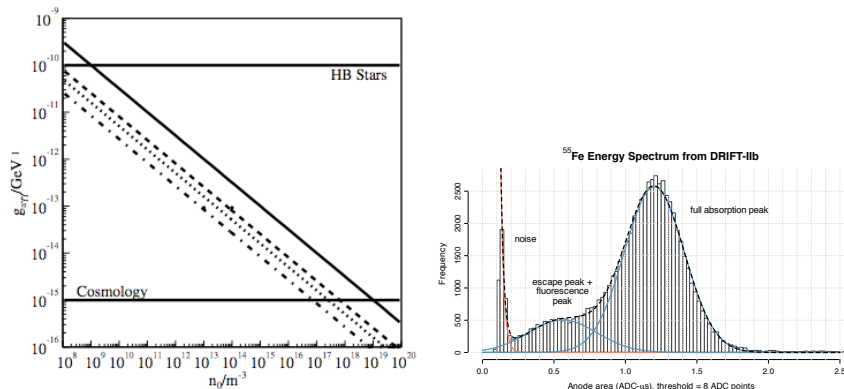 10^-9
10^-10
HB Stars
10^-11
10^-12
g_aγγ/GeV^-1
10^-13
10^-14
Cosmology
10^-15
10^-16
10^8 10^9 10^10 10^11 10^12 10^13 10^14 10^15 10^16 10^17 10^18 10^19 10^20
n_0/m^-3
^55Fe Energy Spectrum from DRIFT-IIb
2500
full absorption peak
2000
noise
1500
Frequency
escape peak +
fluorescence
peak
1000
500
0
0.0 0.5 1.0 1.5 2.0 2.5
Anode area (ADC-us), threshold = 8 ADC points